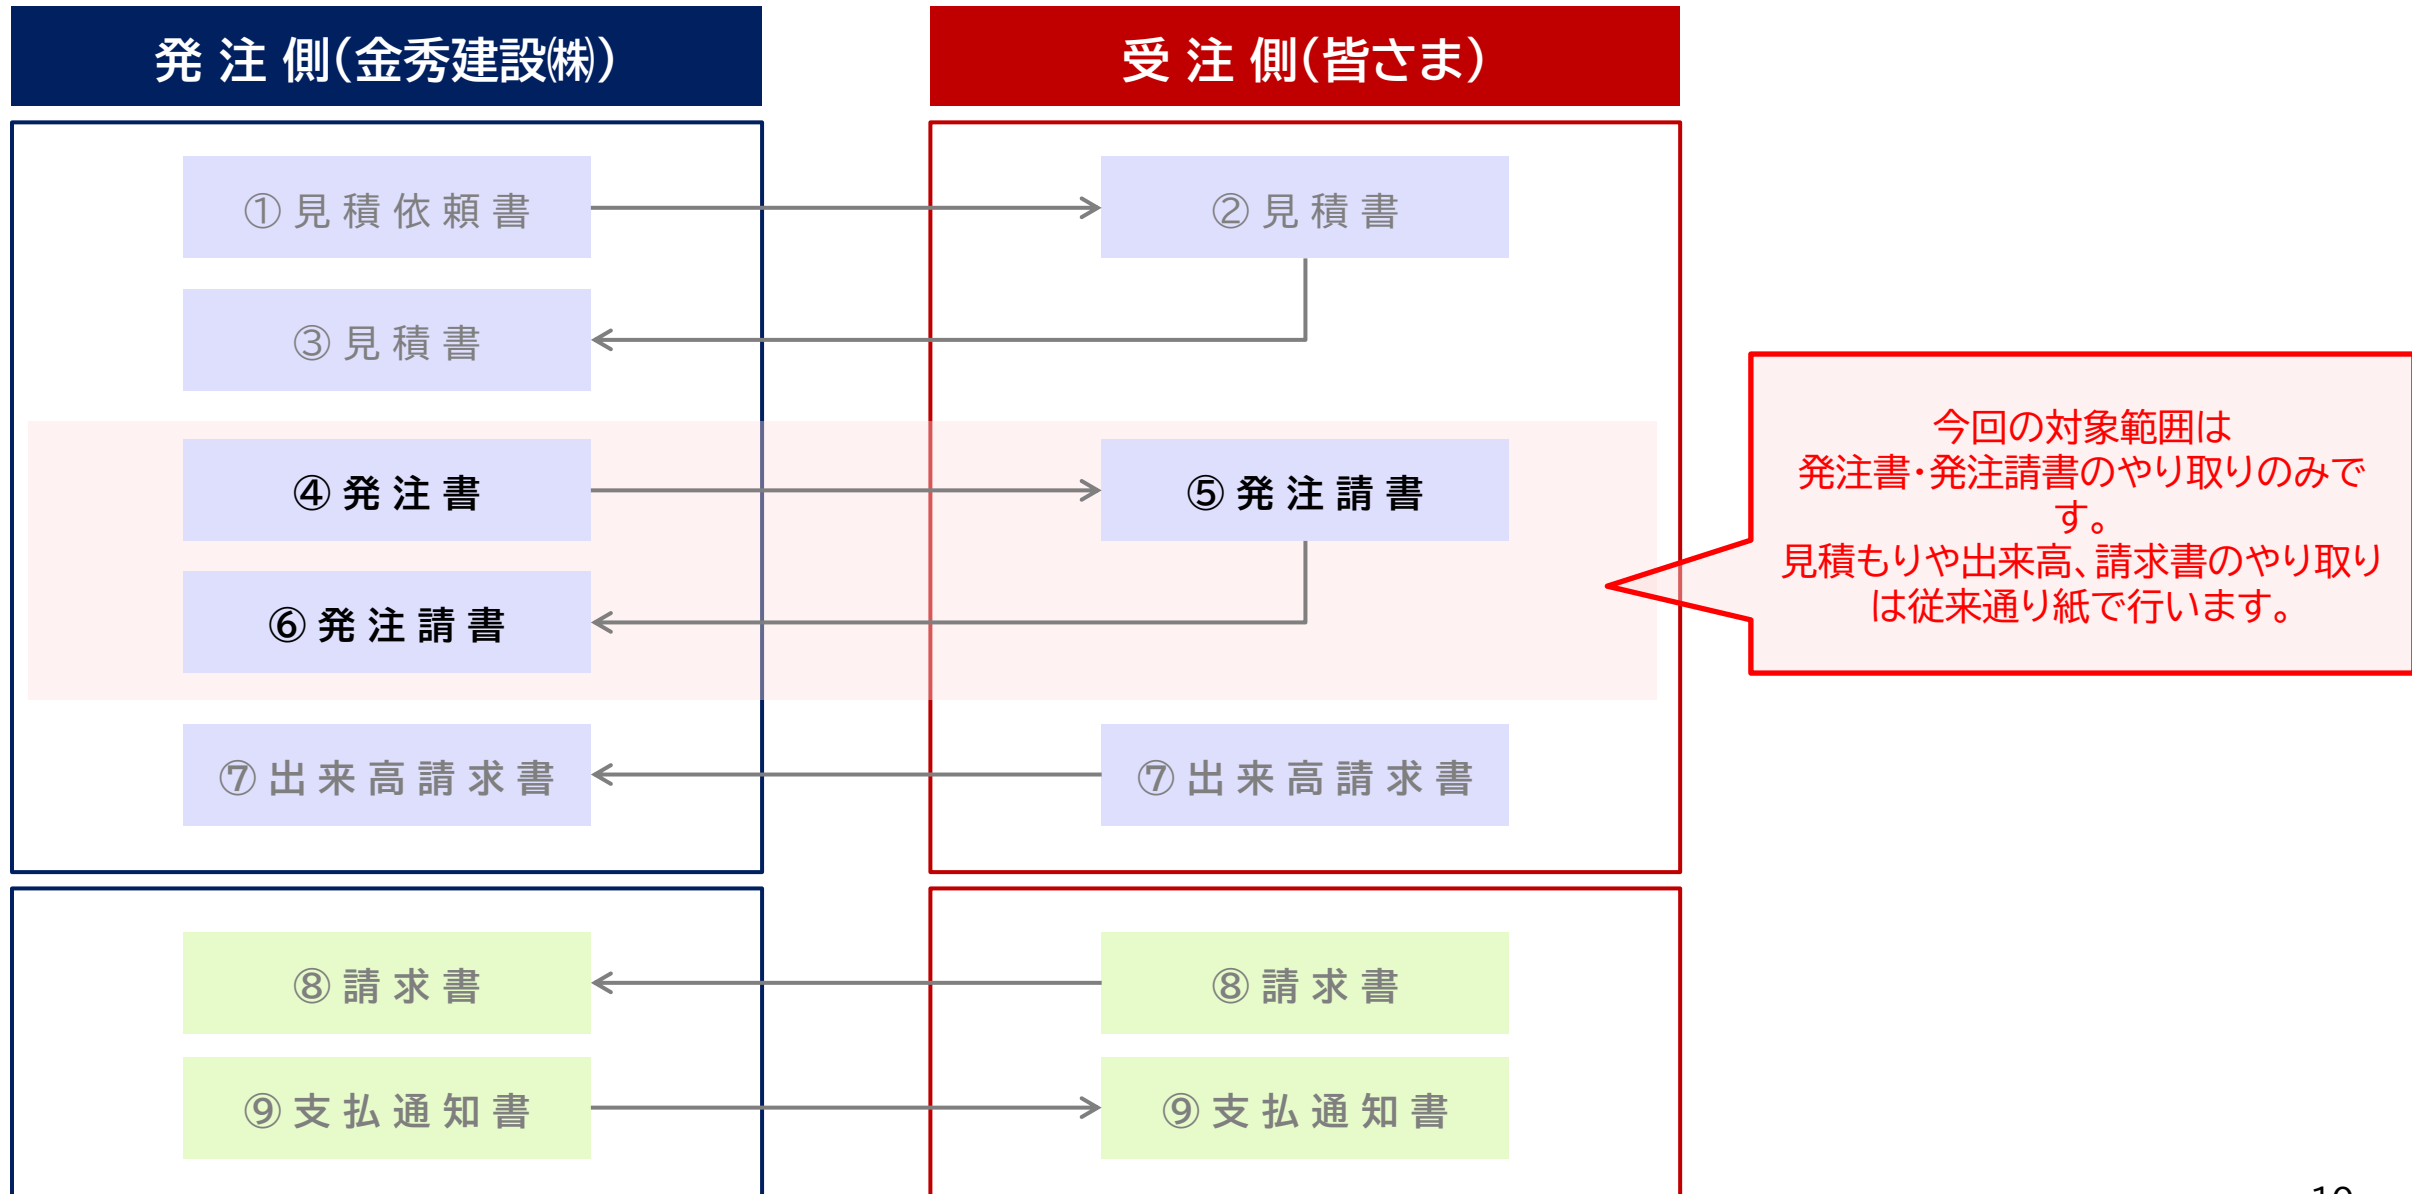 発注側(金秀建設㈱)
受注側(皆さま)
①見積依頼書
②見積書
③見積書
④発注書
⑤発注請書
⑥発注請書
⑦出来高請求書
⑦出来高請求書
今回の対象範囲は
発注書・発注請書のやり取りのみで
す。
見積もりや出来高、請求書のやり取り
は従来通り紙で行います。
⑧請求書
⑧請求書
⑨支払通知書
⑨支払通知書